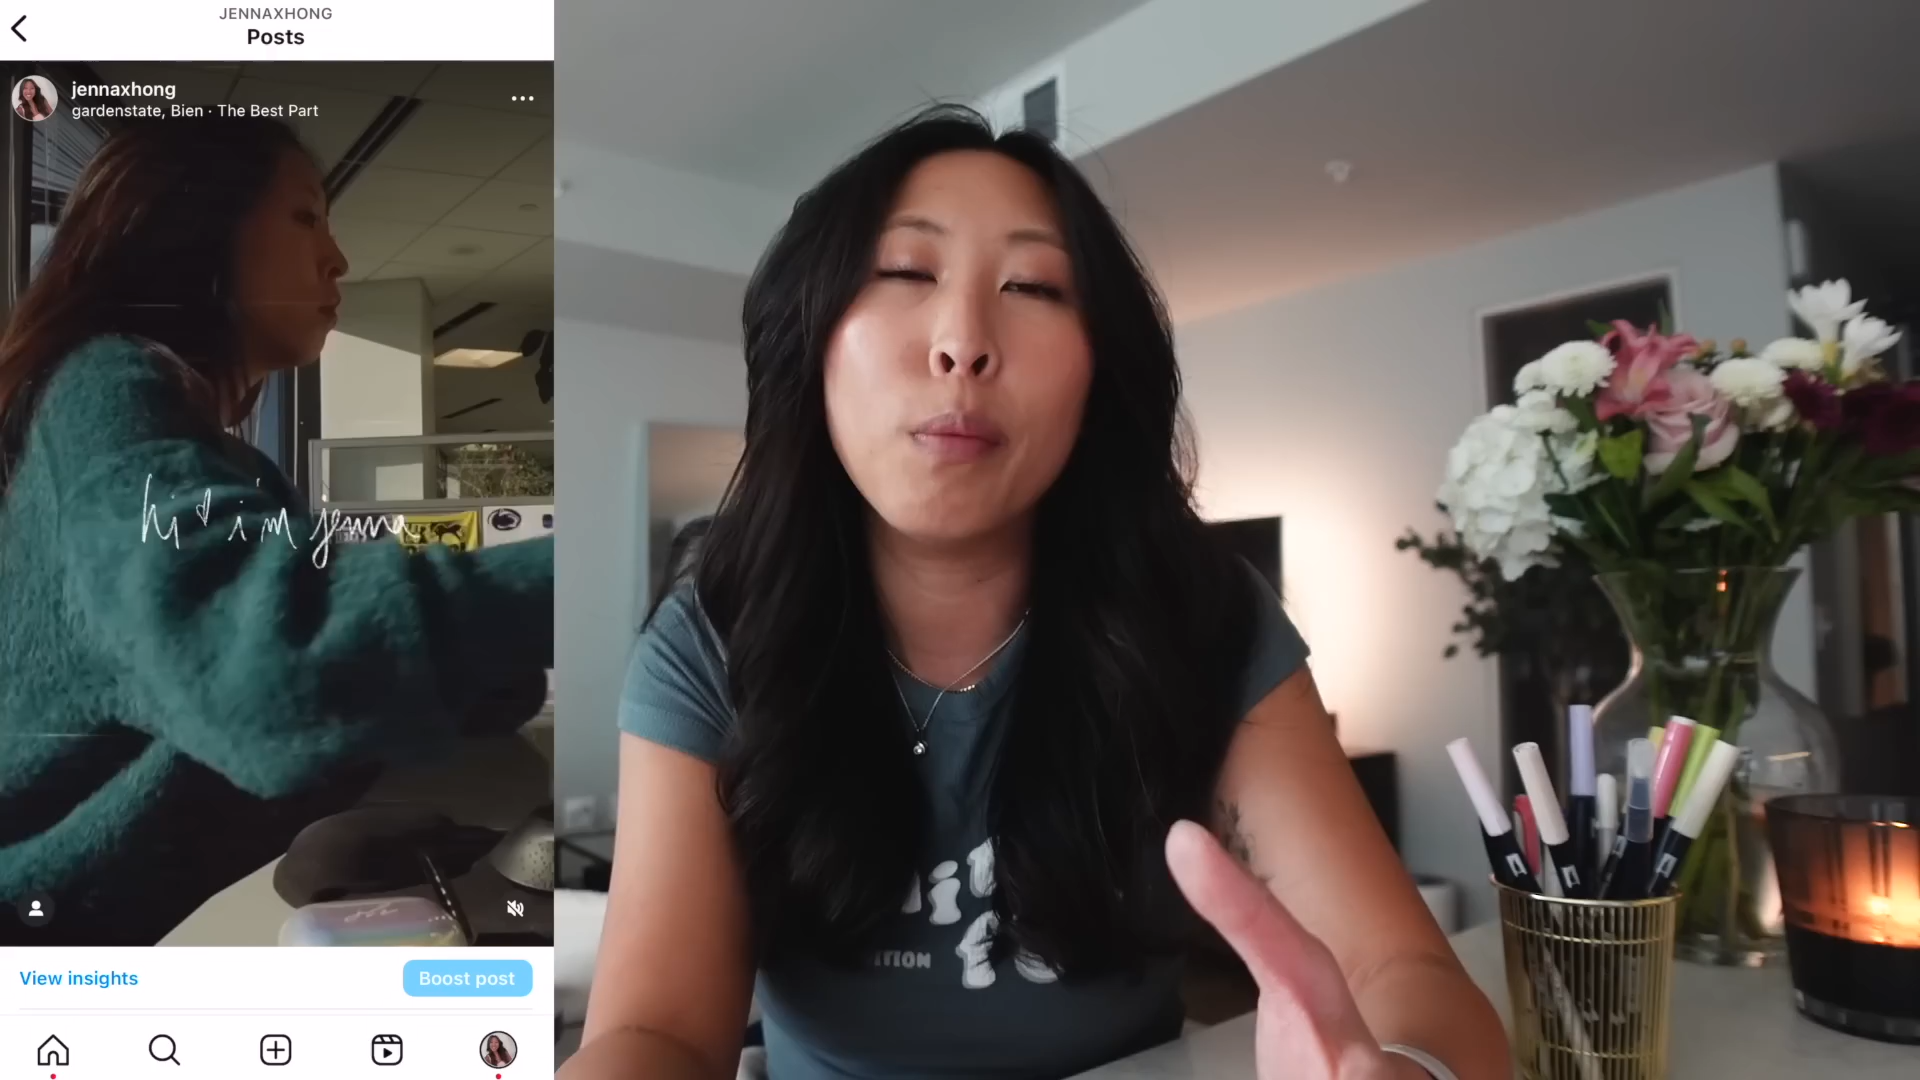 JENNAXHONG
Posts
jennaxhong
gardenstate, Bien · The Best Part
hi i'm jenna
View insights
Boost post